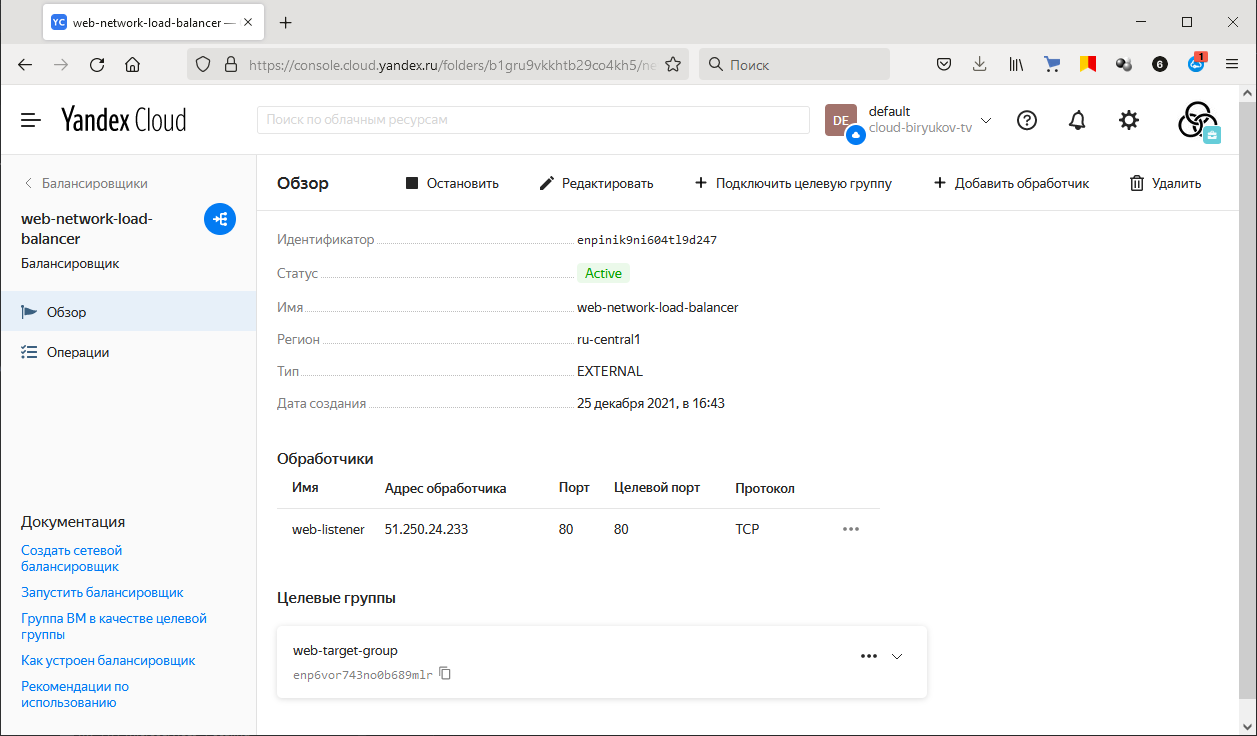 YC web-network-load-balancer —
https://console.cloud.yandex.ru/folders/b1gru9vkkhtb29co4kh5/ne
Поиск
6
1
Yandex Cloud
Поиск по облачным ресурсам
DE
default
cloud-biryukov-tv
Балансировщики
web-network-load-
balancer
Балансировщик
Обзор
Операции
Документация
Создать сетевой
балансировщик
Запустить балансировщик
Группа ВМ в качестве целевой
группы
Как устроен балансировщик
Рекомендации по
использованию
Обзор
Остановить
Редактировать
Подключить целевую группу
Добавить обработчик
Удалить
Идентификатор enpinik9ni604tl9d247
Статус Active
Имя web-network-load-balancer
Регион ru-central1
Тип EXTERNAL
Дата создания 25 декабря 2021, в 16:43
Обработчики
Имя Адрес обработчика Порт Целевой порт Протокол
web-listener 51.250.24.233 80 80 TCP
Целевые группы
web-target-group
enp6vor743no0b689mlr